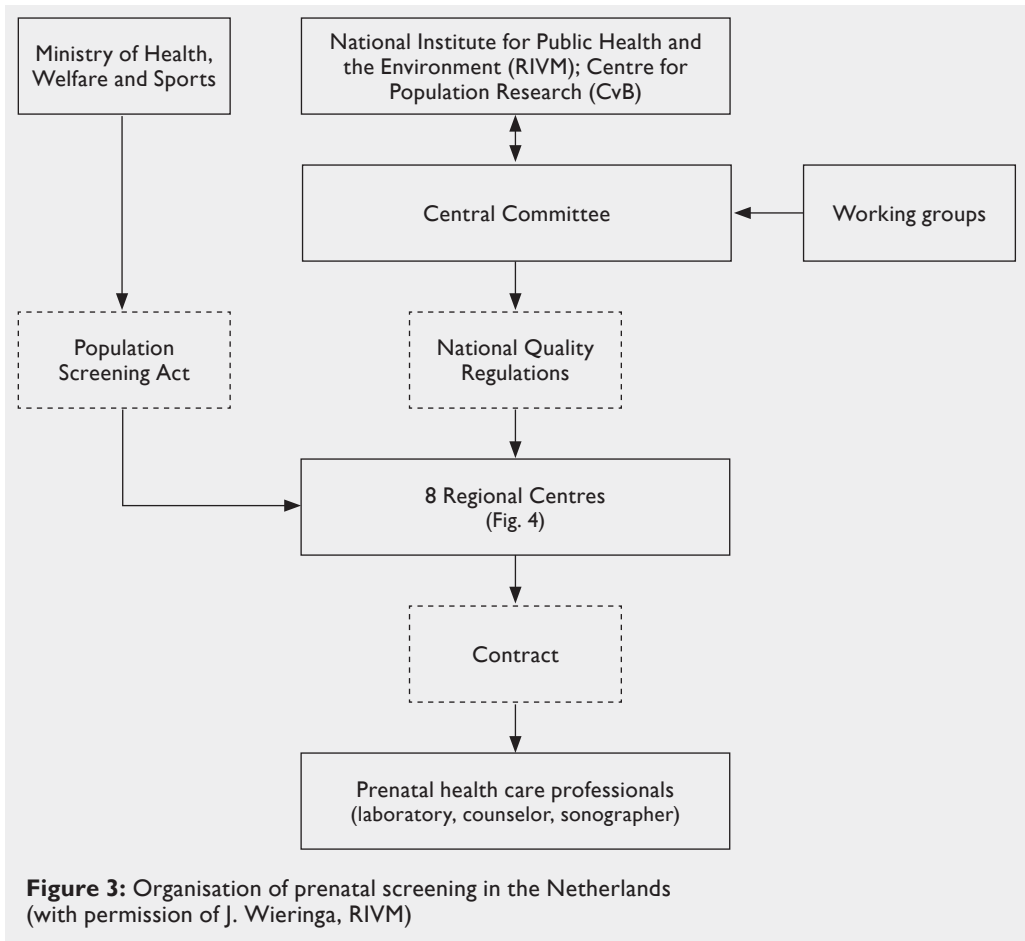 Ministry of Health,
Welfare and Sports
National Institute for Public Health and
the Environment (RIVM); Centre for
Population Research (CvB)
Central Committee
Working groups
Population
Screening Act
National Quality
Regulations
8 Regional Centres
(Fig. 4)
Contract
Prenatal health care professionals
(laboratory, counselor, sonographer)
Figure 3: Organisation of prenatal screening in the Netherlands
(with permission of J. Wieringa, RIVM)